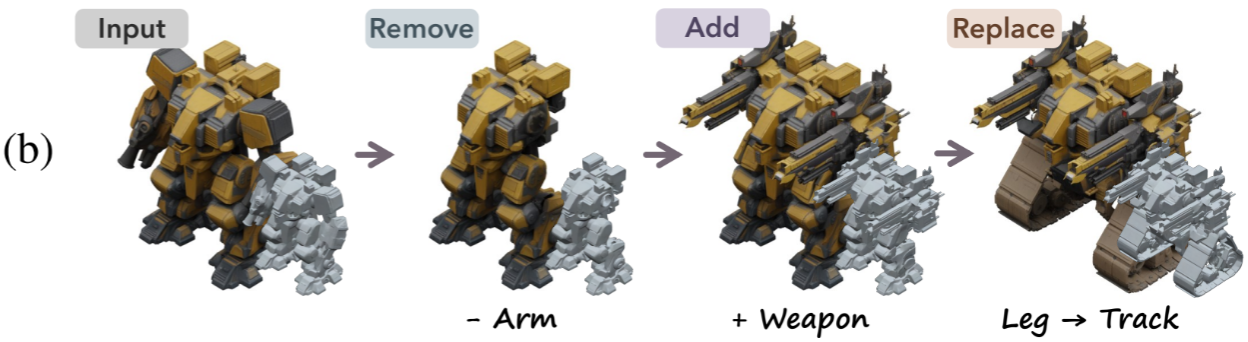 Input
Remove
Add
Replace
(b)
- Arm
+ Weapon
Leg → Track